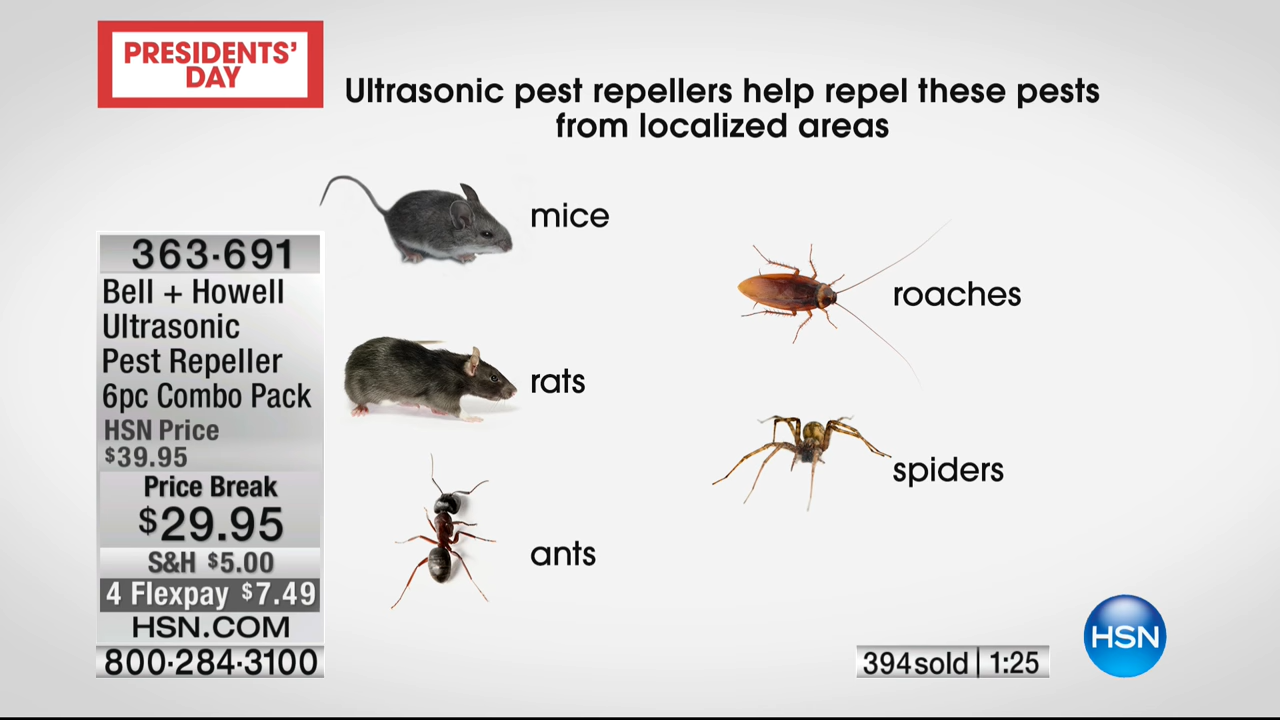 PRESIDENTS'
DAY
Ultrasonic pest repellers help repel these pests
from localized areas
mice
roaches
rats
spiders
ants
363-691
Bell + Howell
Ultrasonic
Pest Repeller
6pc Combo Pack
HSN Price
$39.95
Price Break
$29.95
S&H $5.00
4 Flexpay $7.49
HSN.COM
800-284-3100
394 sold | 1:25
HSN